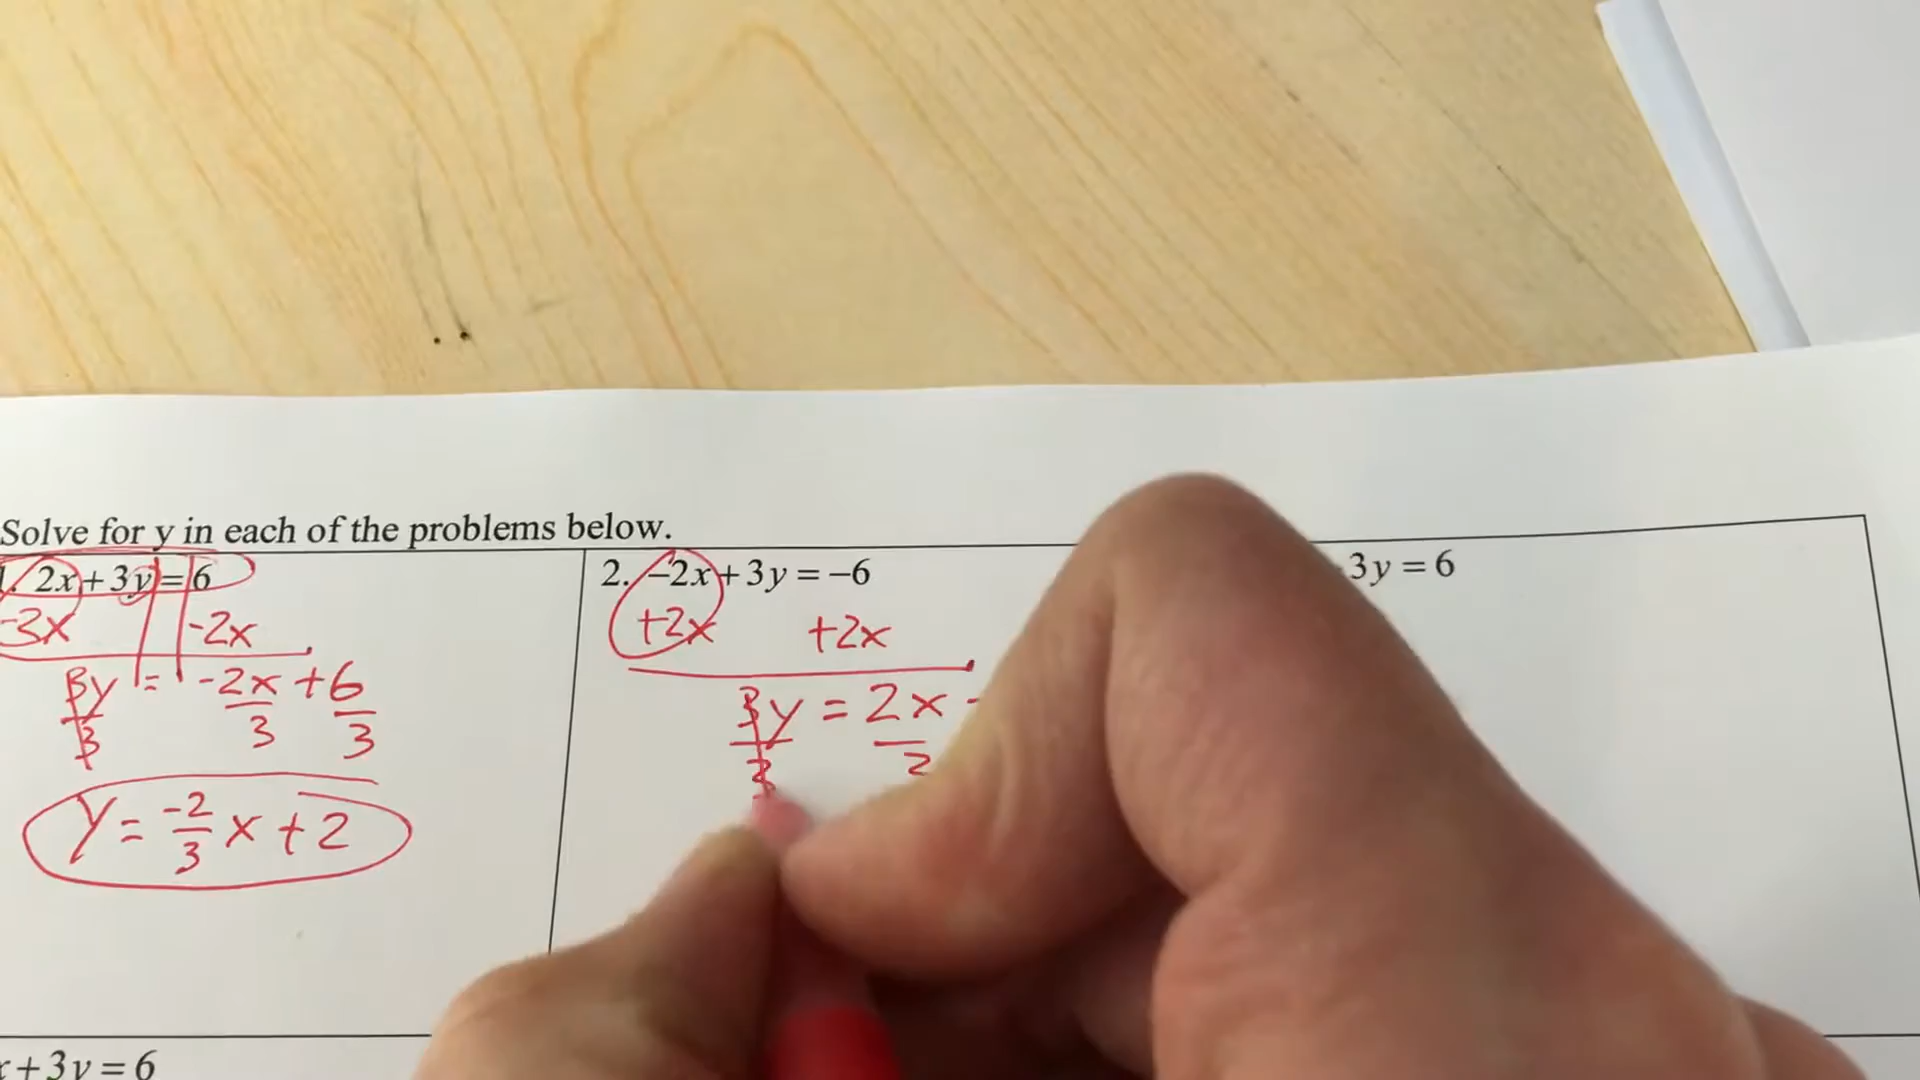 Solve for y in each of the problems below.
1. 2x+3y=6
-3x -2x
3y = -2x +6
3 3 3
y = -2/3 x +2
2. –2x+3y = –6
+2x +2x
3y = 2x -
3
3y = 6
x+3y = 6